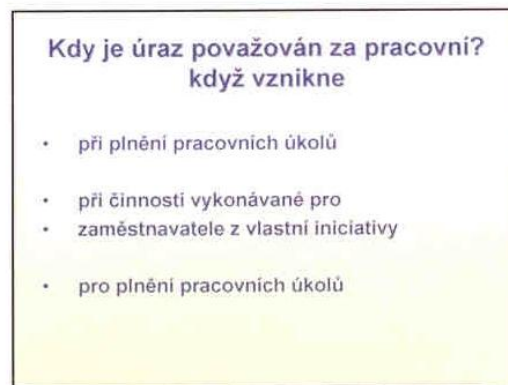 Kdy je úraz považován za pracovní?
když vznikne
• při plnění pracovních úkolů
• při činnosti vykonávané pro
• zaměstnavatele z vlastní iniciativy
• pro plnění pracovních úkolů